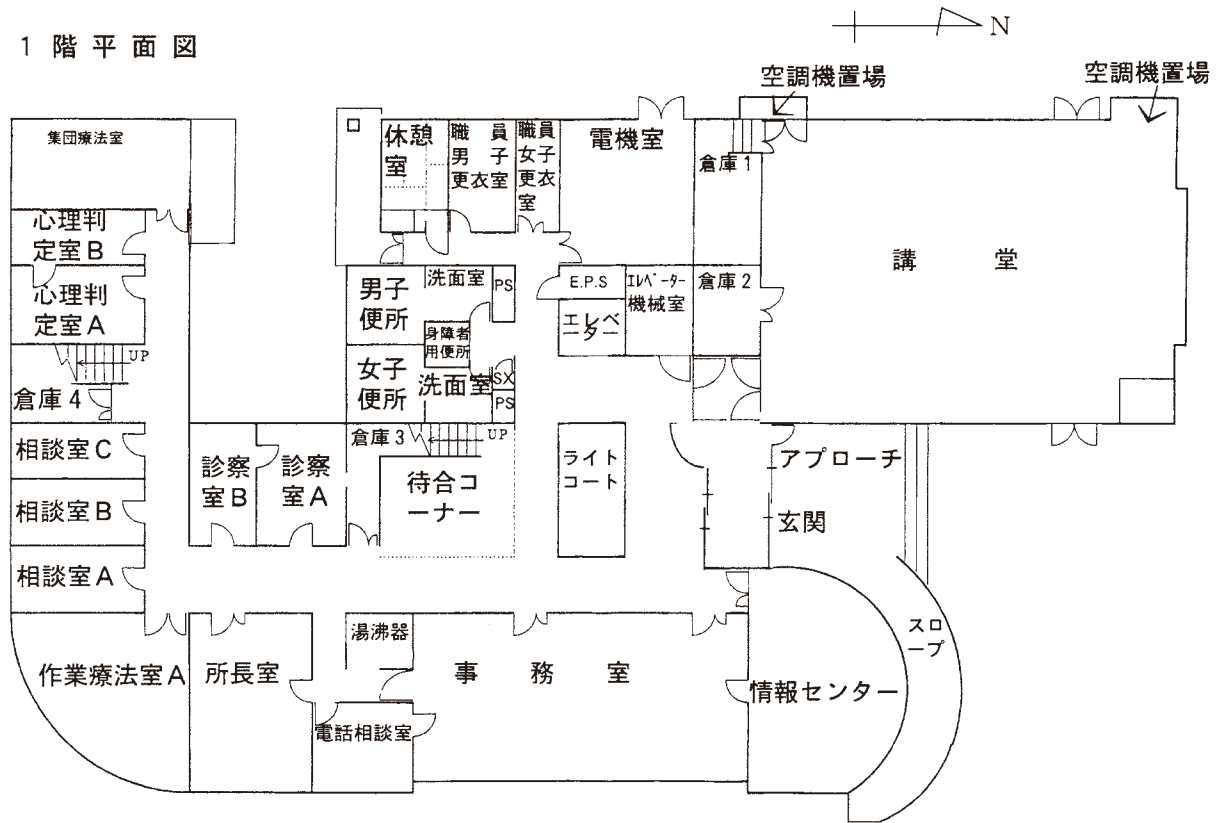 1階平面図
N
空調機置場
空調機置場
集団療法室
休憩
室
職員
男子
更衣室
職員
女子
更衣
室
電機室
倉庫1
心理判
定室B
講堂
洗面室
PS
E.P.S
エレベーター
機械室
倉庫2
男子
便所
心理判
定室A
エレベ
ーター
身障者
用便所
UP
女子
便所
洗面室
SX
PS
倉庫4
倉庫3
UP
相談室C
診察
室B
診察
室A
待合コ
ーナー
ライト
コート
アプローチ
相談室B
玄関
相談室A
湯沸器
スロ
ープ
作業療法室A
所長室
事務室
情報センター
電話相談室